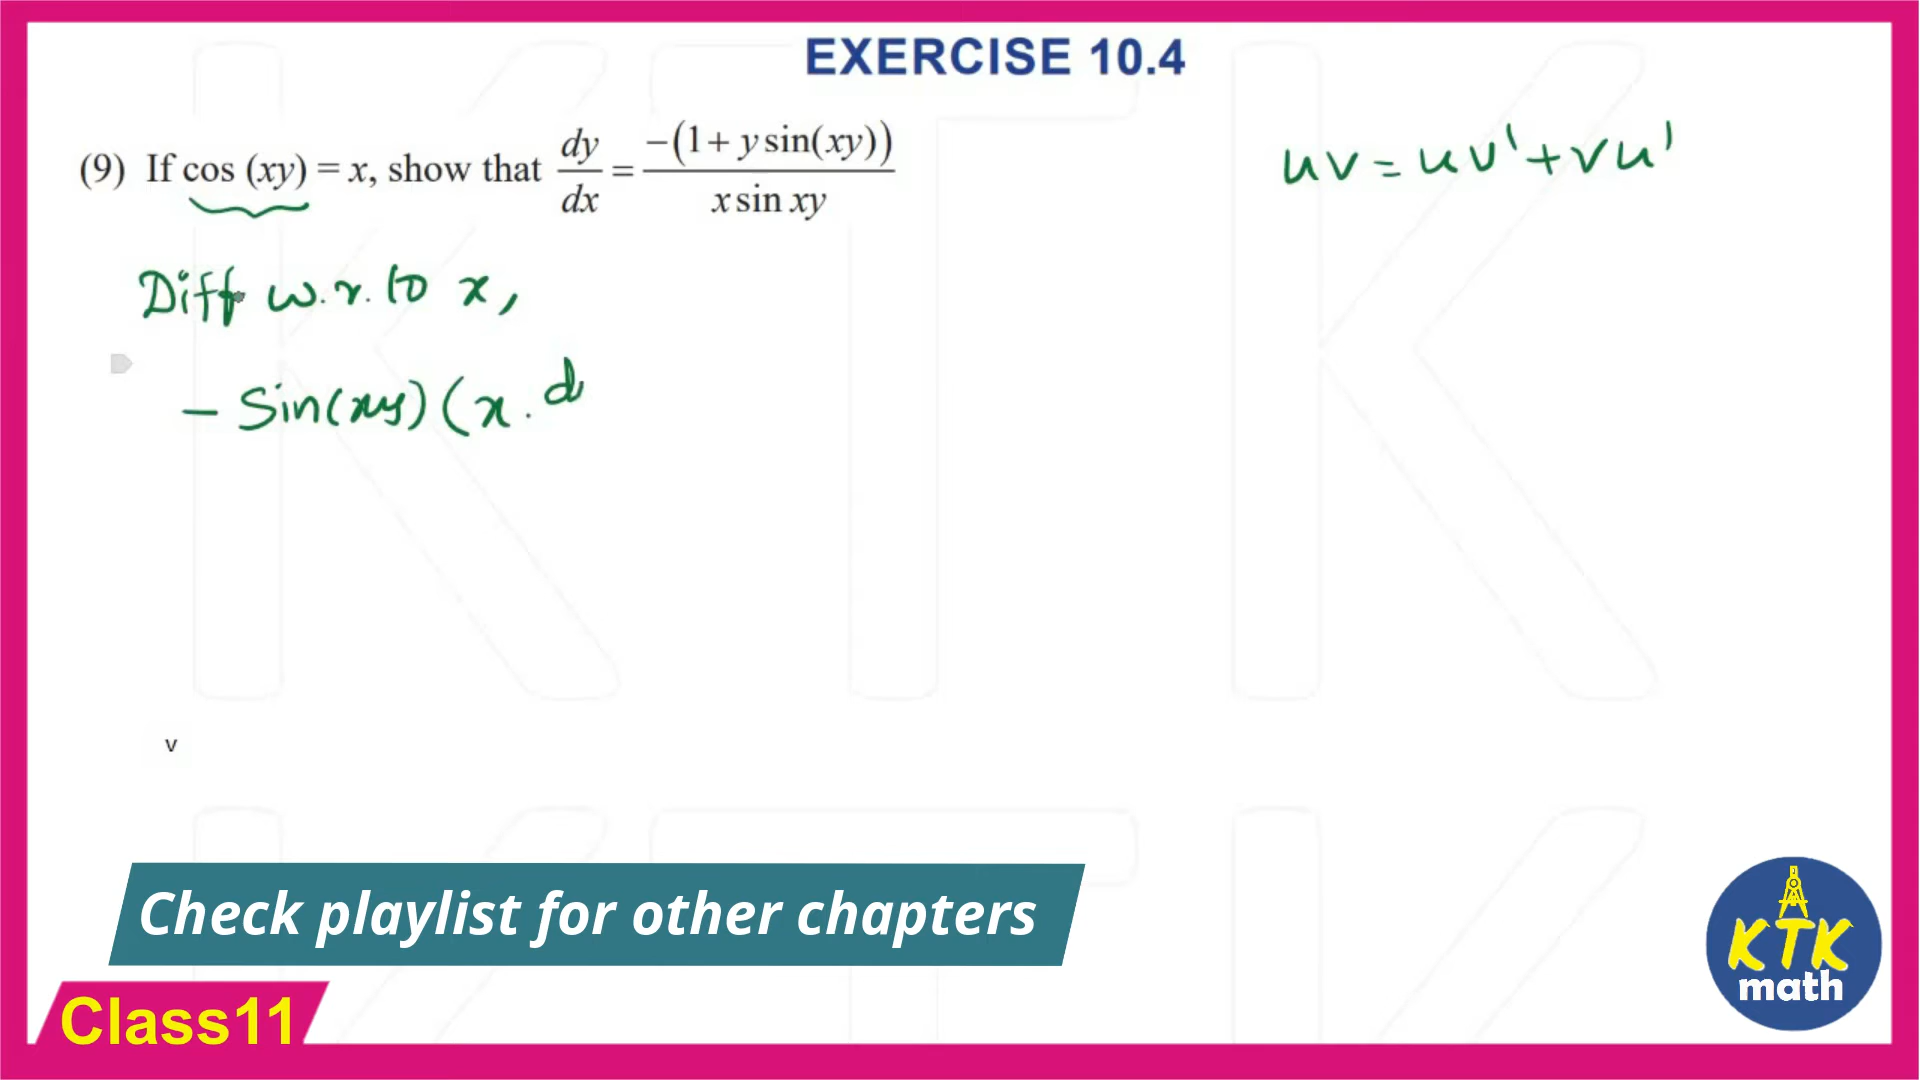 EXERCISE 10.4
(9) If cos (xy) = x, show that dy/dx = -(1 + y sin(xy)) / x sin xy
uv = uv' + vu'
Diff w.r. to x,
- Sin(xy) (x . d
v
Check playlist for other chapters
Class11
KTK
math